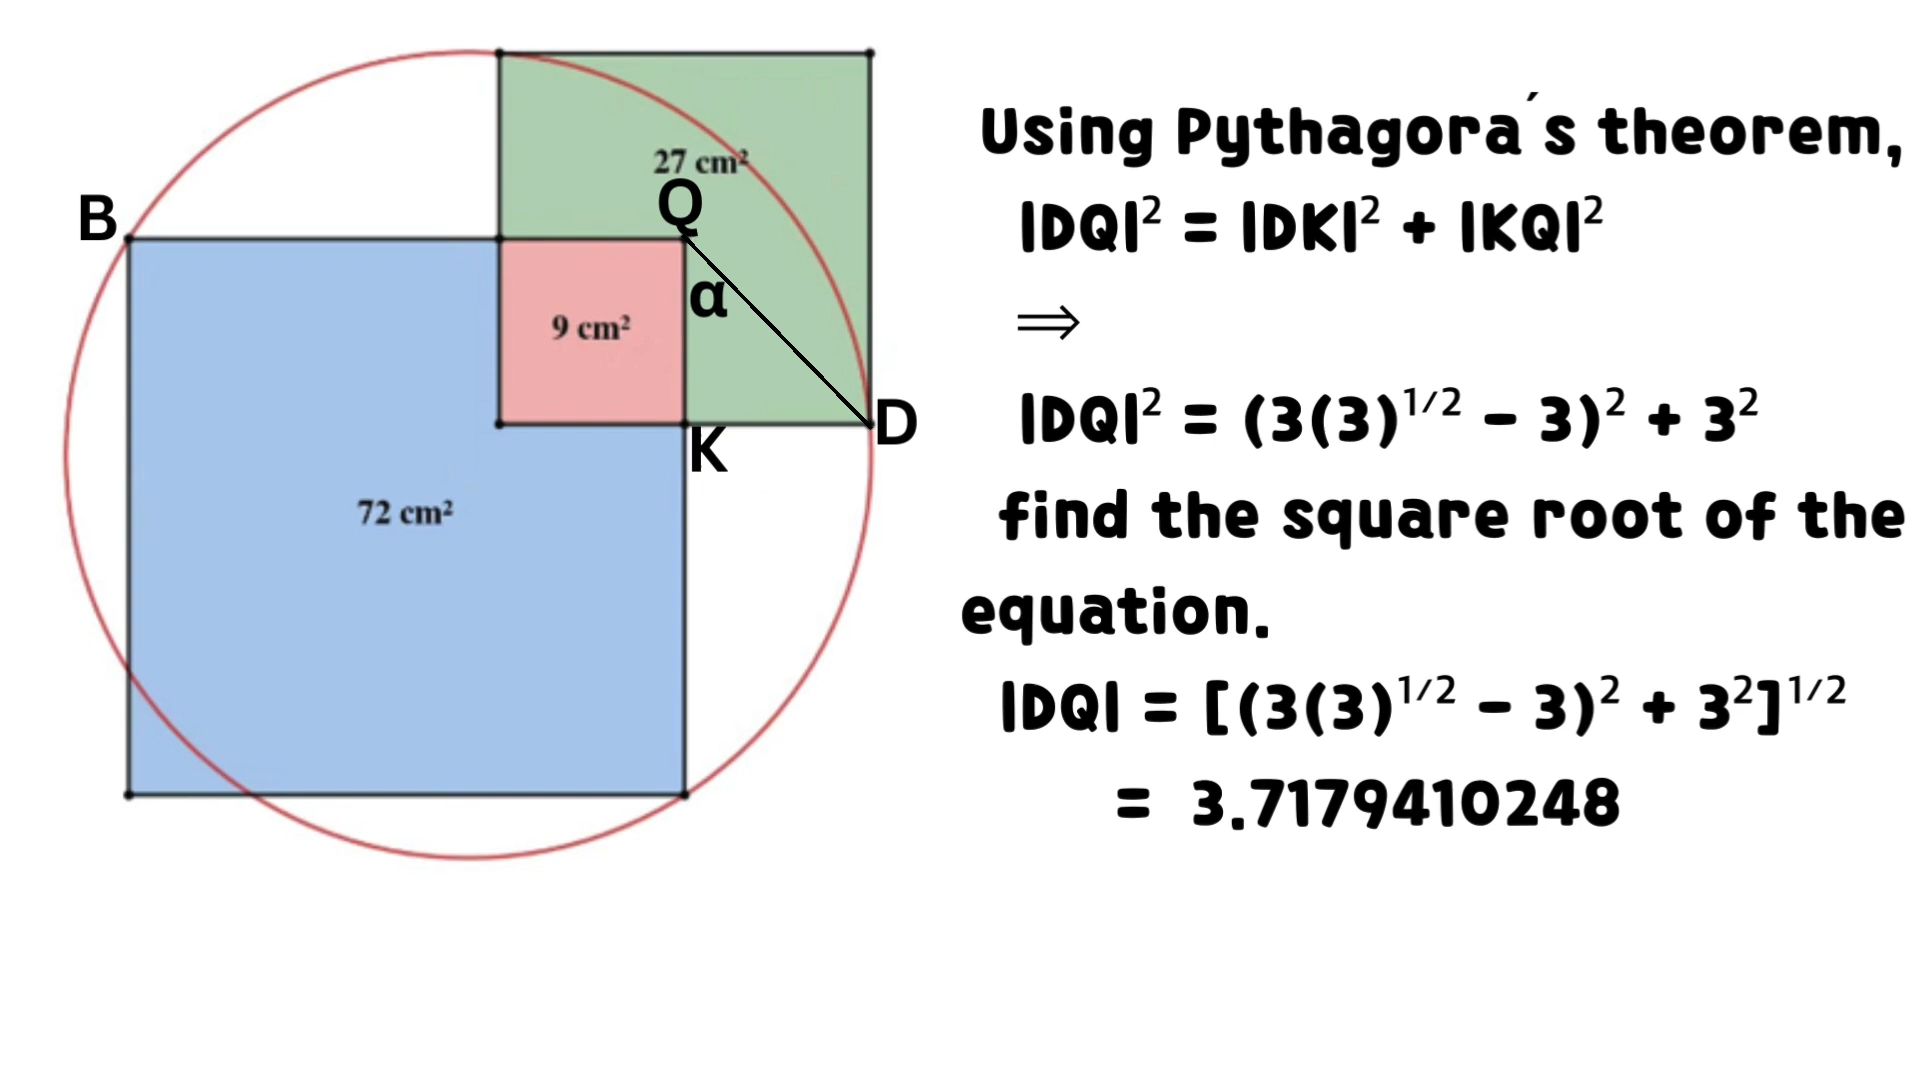 27 cm²
B
Q
α
9 cm²
D
K
72 cm²
Using Pythagora´s theorem,
|DQ|² = |DK|² + |KQ|²
⟹
|DQ|² = (3(3)^1/2 - 3)² + 3²
find the square root of the
equation.
|DQ| = [(3(3)^1/2 - 3)² + 3²]^1/2
= 3.7179410248